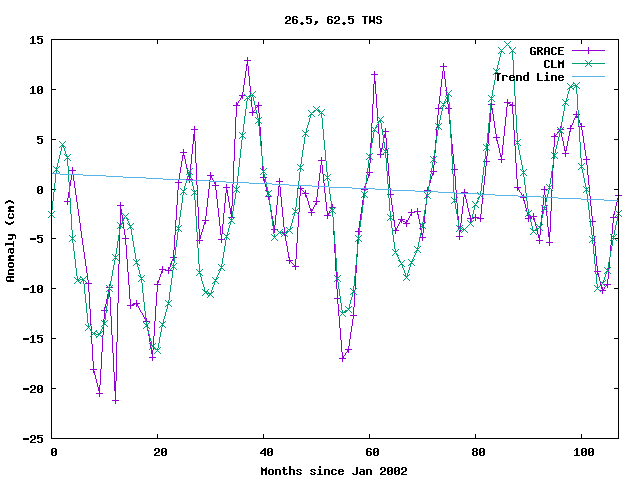 26.5, 62.5 TWS
GRACE
CLM
Trend Line
15
10
5
0
-5
-10
-15
-20
-25
Anomaly (cm)
0 20 40 60 80 100
Months since Jan 2002